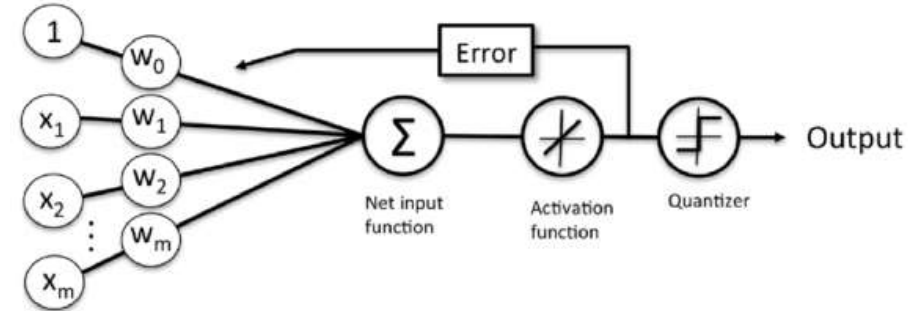 1
w0
Error
x1
w1
Σ
Output
x2
w2
Net input
function
Activation
function
Quantizer
⋮
wm
xm